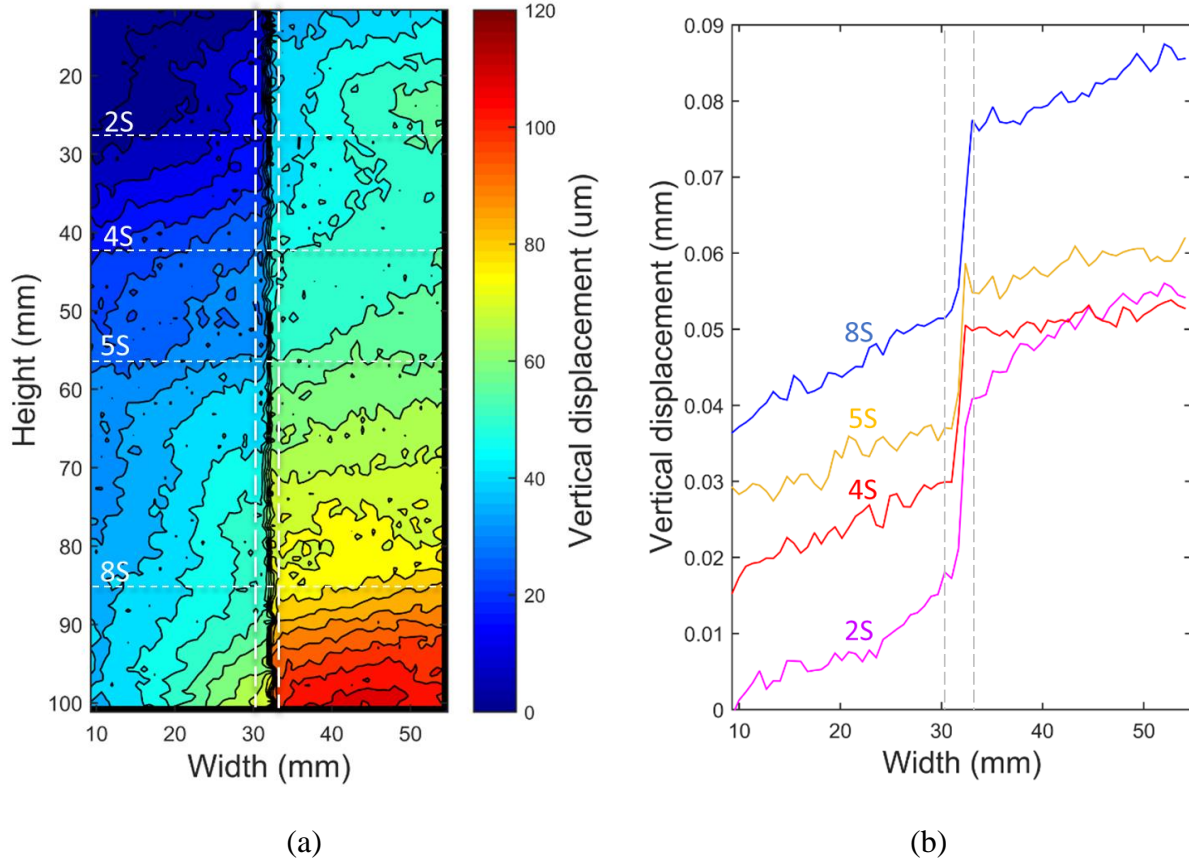 2S
4S
5S
8S
20
30
40
50
60
70
80
90
100
10
20
30
40
50
Height (mm)
Width (mm)
120
100
80
60
40
20
0
Vertical displacement (um)
(a)
0.09
0.08
0.07
0.06
0.05
0.04
0.03
0.02
0.01
0
8S
5S
4S
2S
10
20
30
40
50
Vertical displacement (mm)
Width (mm)
(b)